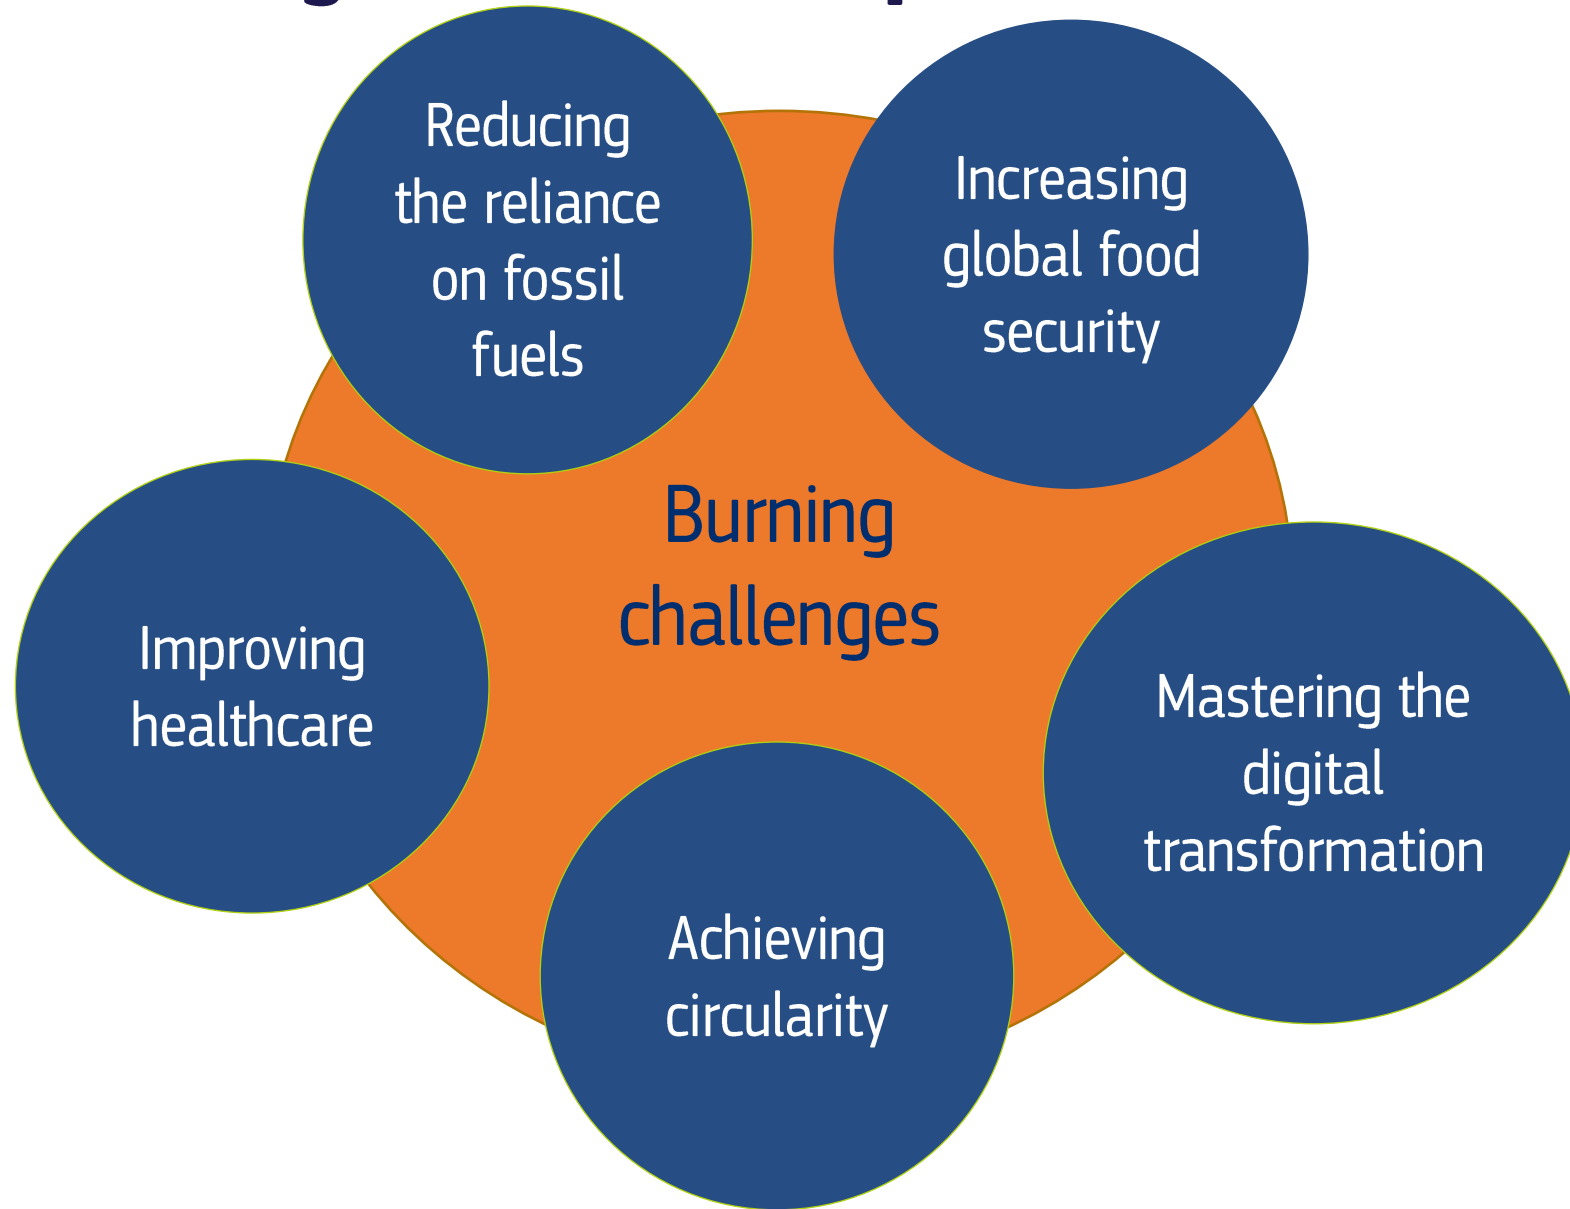 Reducing
the reliance
on fossil
fuels
Increasing
global food
security
Burning
challenges
Improving
healthcare
Mastering the
digital
transformation
Achieving
circularity